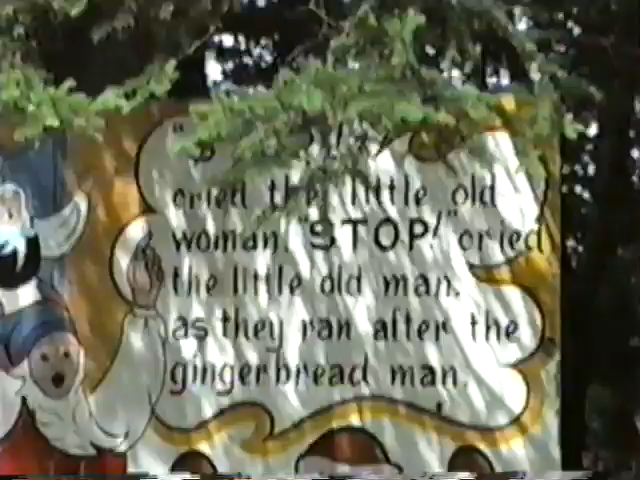 cried the little old
woman. "STOP!" cried
the little old man.
as they ran after the
gingerbread man.